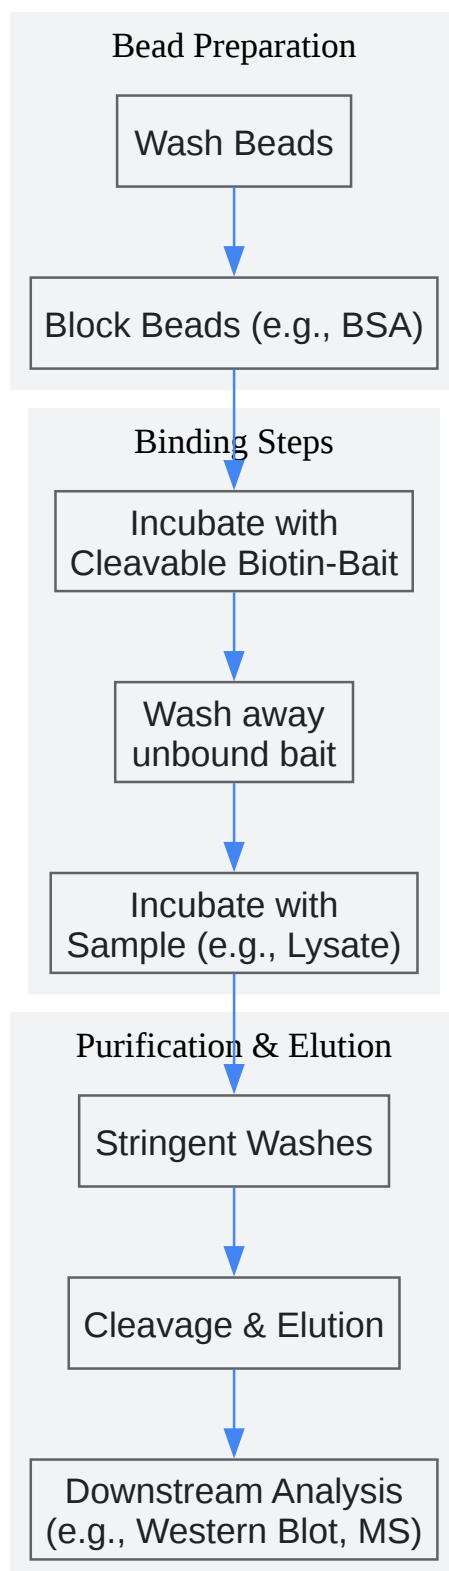 Bead Preparation
Wash Beads
Block Beads (e.g., BSA)
Binding Steps
Incubate with
Cleavable Biotin-Bait
Wash away
unbound bait
Incubate with
Sample (e.g., Lysate)
Purification & Elution
Stringent Washes
Cleavage & Elution
Downstream Analysis
(e.g., Western Blot, MS)